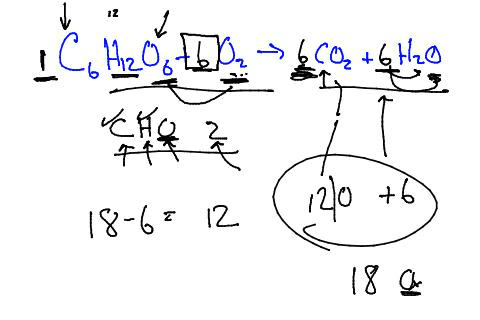 12
1 C6H12O6 + 6O2 → 6CO2 + 6H2O
C H O 2
12 | O + 6
18 - 6 = 12
18 O